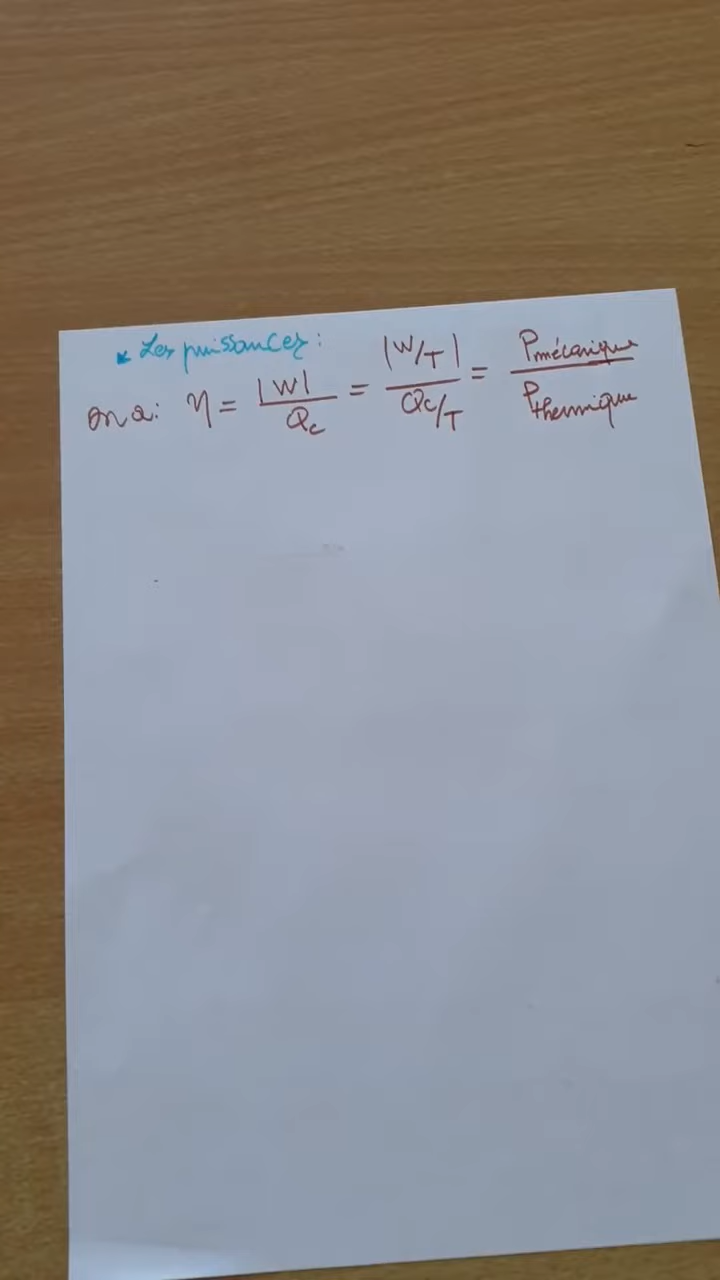 Les puissances :
on a : η = |W| / Qc = |W/T| / Qc/T = Pmécanique / Pthermique